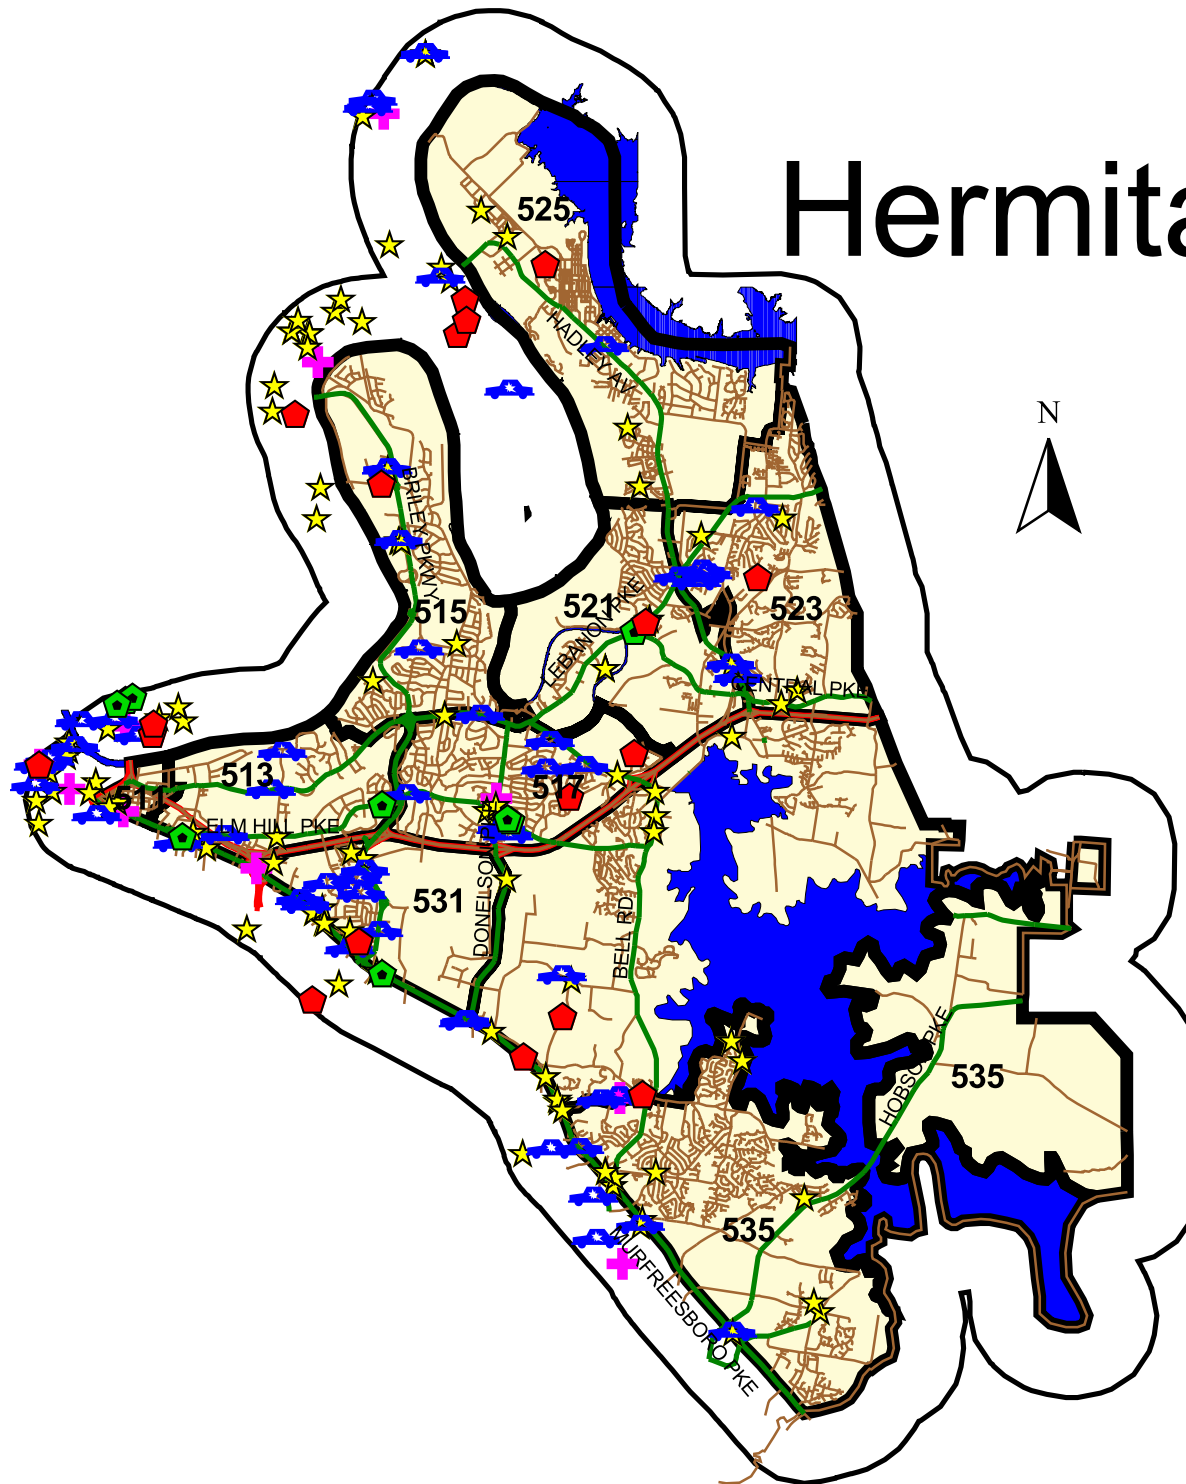 Hermita
525
HADLEY AV
N
BRILEY PKWY
515
521
LEBANON PKE
523
CENTRAL PKE
513
517
511
ELM HILL PKE
531
DONELSON PKE
BELL RD
HOBSON PKE
535
535
MURFREESBORO PKE